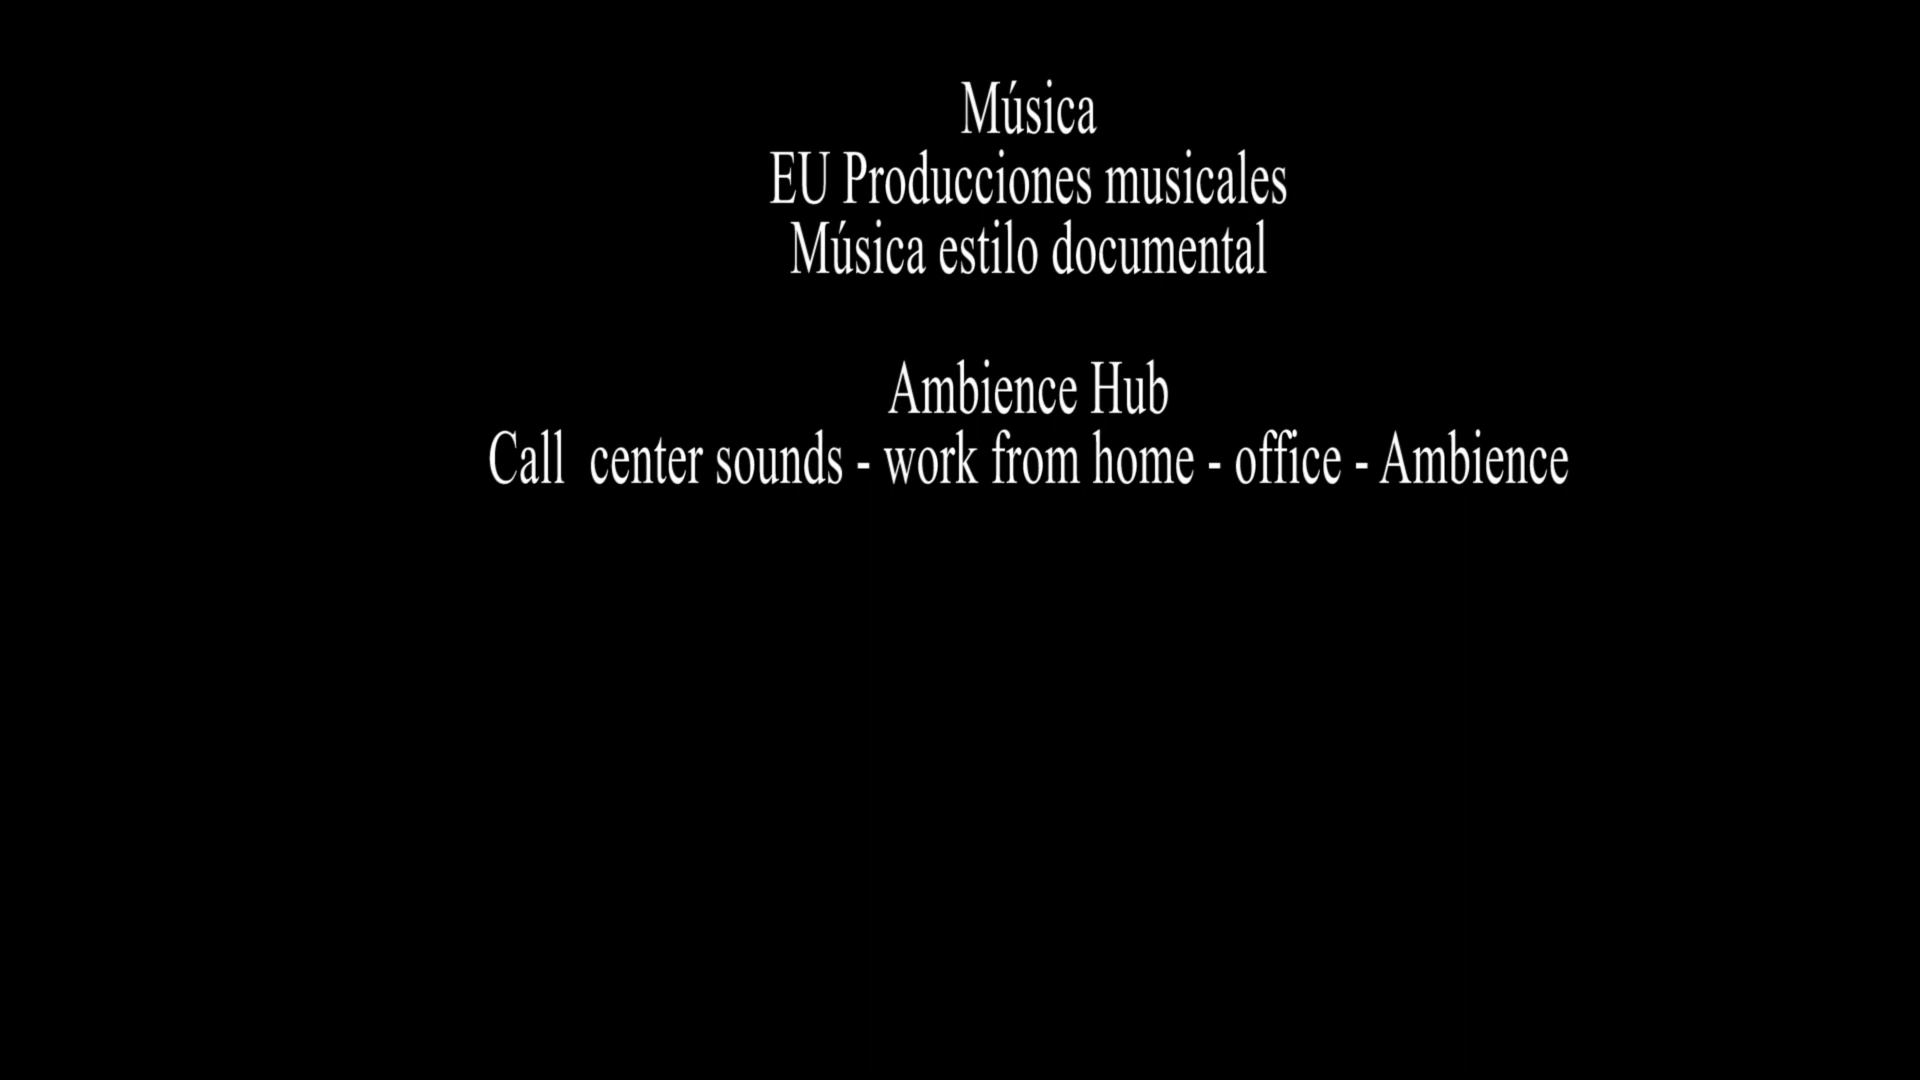 Música
EU Producciones musicales
Música estilo documental
Ambience Hub
Call  center sounds - work from home - office - Ambience